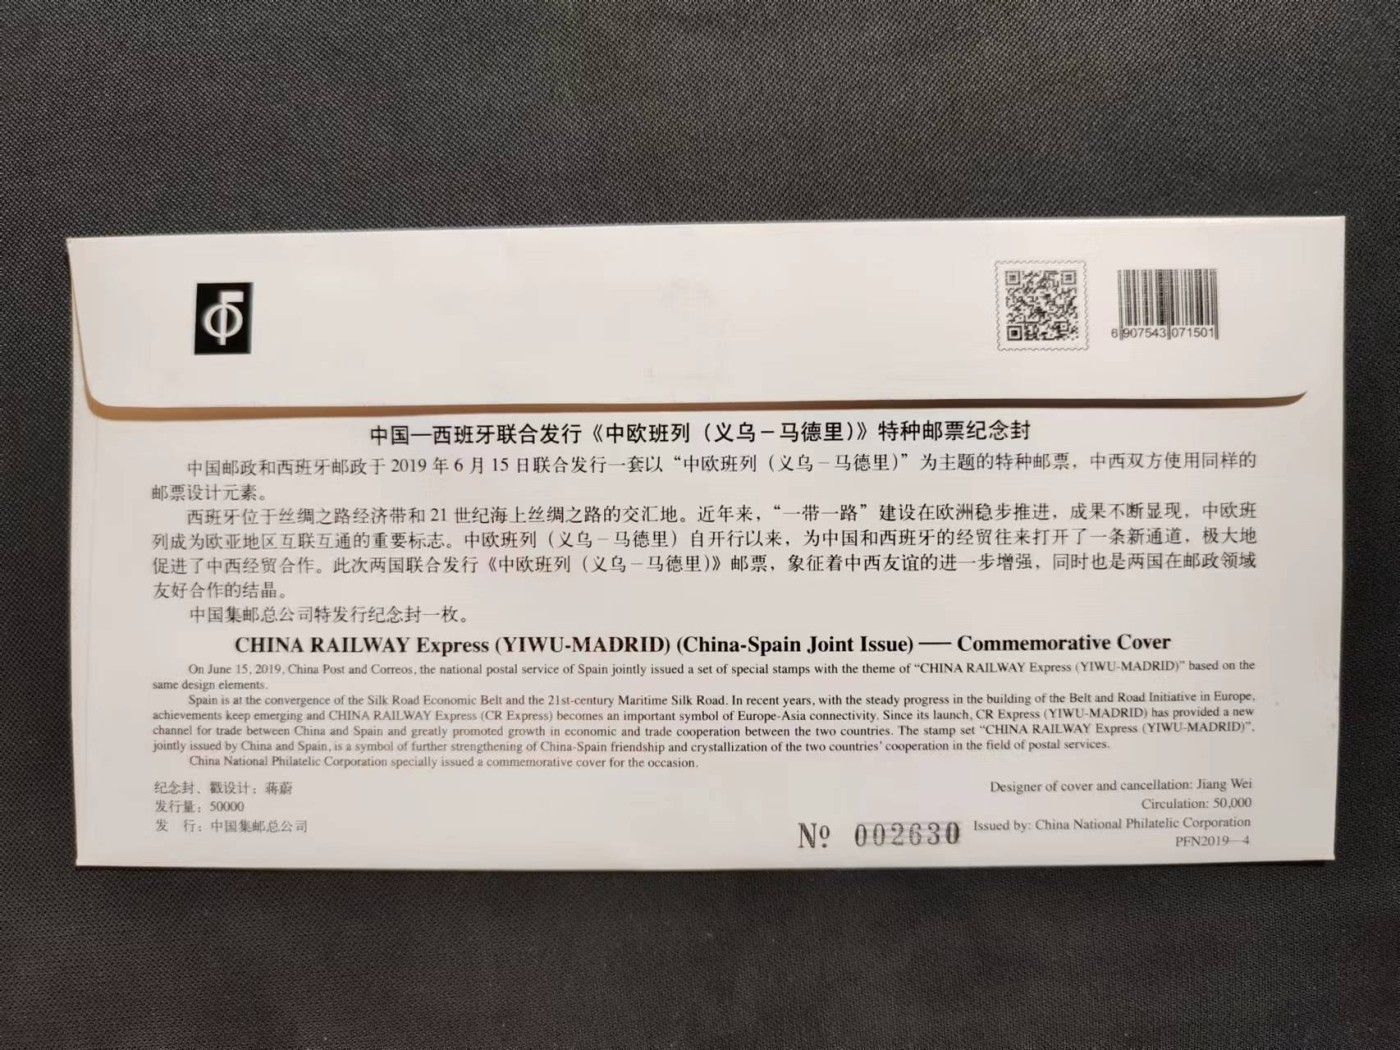 6 907543 071501
中国—西班牙联合发行《中欧班列（义乌－马德里）》特种邮票纪念封
中国邮政和西班牙邮政于 2019 年 6 月 15 日联合发行一套以“中欧班列（义乌－马德里）”为主题的特种邮票，中西双方使用同样的
邮票设计元素。
西班牙位于丝绸之路经济带和 21 世纪海上丝绸之路的交汇地。近年来，“一带一路”建设在欧洲稳步推进，成果不断显现，中欧班
列成为欧亚地区互联互通的重要标志。中欧班列（义乌－马德里）自开行以来，为中国和西班牙的经贸往来打开了一条新通道，极大地
促进了中西经贸合作。此次两国联合发行《中欧班列（义乌－马德里）》邮票，象征着中西友谊的进一步增强，同时也是两国在邮政领域
友好合作的结晶。
中国集邮总公司特发行纪念封一枚。
CHINA RAILWAY Express (YIWU-MADRID) (China-Spain Joint Issue) — Commemorative Cover
On June 15, 2019, China Post and Correos, the national postal service of Spain jointly issued a set of special stamps with the theme of “CHINA RAILWAY Express (YIWU-MADRID)” based on the
same design elements.
Spain is at the convergence of the Silk Road Economic Belt and the 21st-century Maritime Silk Road. In recent years, with the steady progress in the building of the Belt and Road Initiative in Europe,
achievements keep emerging and CHINA RAILWAY Express (CR Express) becomes an important symbol of Europe-Asia connectivity. Since its launch, CR Express (YIWU-MADRID) has provided a new
channel for trade between China and Spain and greatly promoted growth in economic and trade cooperation between the two countries. The stamp set “CHINA RAILWAY Express (YIWU-MADRID)”,
jointly issued by China and Spain, is a symbol of further strengthening of China-Spain friendship and crystallization of the two countries’ cooperation in the field of postal services.
China National Philatelic Corporation specially issued a commemorative cover for the occasion.
纪念封、戳设计：蒋蔚
发行量：50000
发 行：中国集邮总公司
Designer of cover and cancellation: Jiang Wei
Circulation: 50,000
Issued by: China National Philatelic Corporation
PFN2019—4
№ 002630